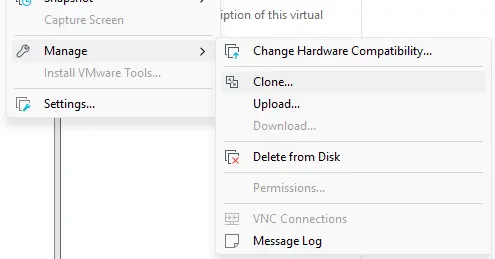 Snapshot
Capture Screen
iption of this virtual
Manage
Install VMware Tools...
Settings...
Change Hardware Compatibility...
Clone...
Upload...
Download...
Delete from Disk
Permissions...
VNC Connections
Message Log